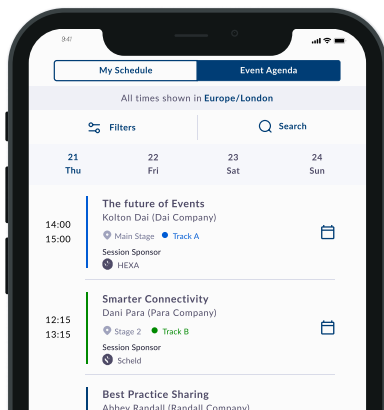 9:41
My Schedule
Event Agenda
All times shown in Europe/London
Filters
Search
21 22 23 24
Thu Fri Sat Sun
The future of Events
Kolton Dai (Dai Company)
14:00
15:00
Main Stage Track A
Session Sponsor
HEXA
Smarter Connectivity
Dani Para (Para Company)
12:15
13:15
Stage 2 Track B
Session Sponsor
Scheld
Best Practice Sharing
Abbey Randall (Randall Company)